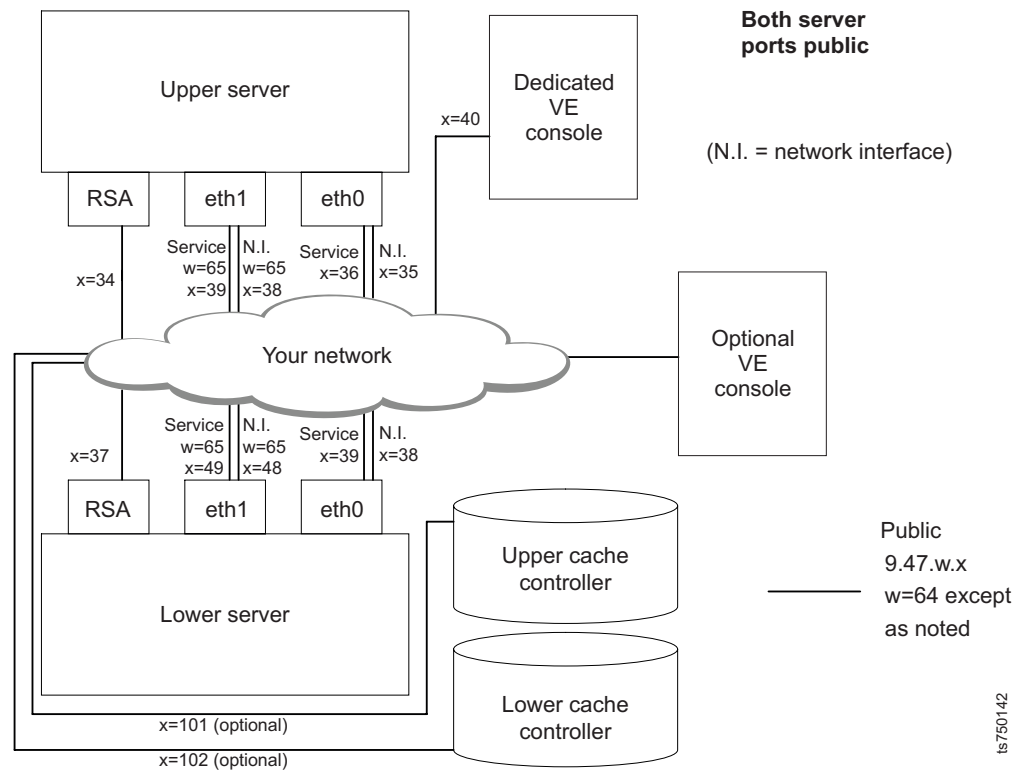 Both server
ports public
Upper server
Dedicated
VE
console
x=40
(N.I. = network interface)
RSA
eth1
eth0
x=34
Service
w=65
x=39
N.I.
w=65
x=38
Service
x=36
N.I.
x=35
Your network
Optional
VE
console
x=37
Service
w=65
x=49
N.I.
w=65
x=48
Service
x=39
N.I.
x=38
RSA
eth1
eth0
Lower server
Upper cache
controller
Public
9.47.w.x
w=64 except
as noted
Lower cache
controller
x=101 (optional)
x=102 (optional)
ts750142